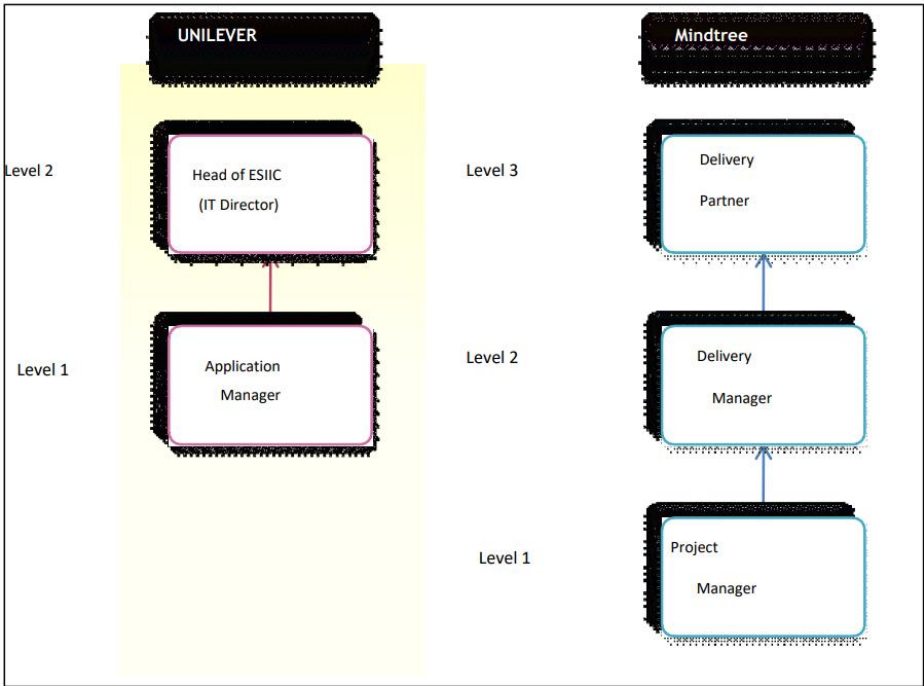 UNILEVER
Mindtree
Level 2
Head of ESIIC
(IT Director)
Level 3
Delivery
Partner
Level 1
Application
Manager
Level 2
Delivery
Manager
Level 1
Project
Manager